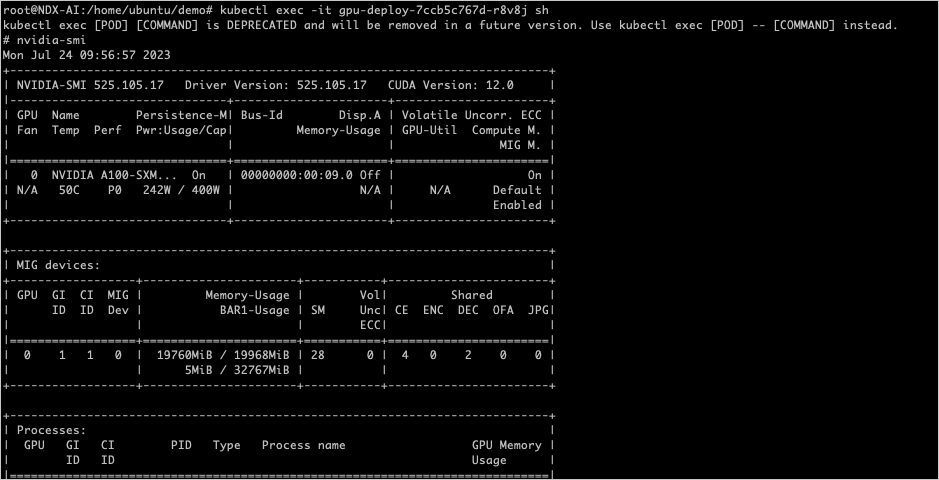 root@NDX-AI:/home/ubuntu/demo# kubectl exec -it gpu-deploy-7ccb5c767d-r8v8j sh
kubectl exec [POD] [COMMAND] is DEPRECATED and will be removed in a future version. Use kubectl exec [POD] -- [COMMAND] instead.
# nvidia-smi
Mon Jul 24 09:56:57 2023
+-----------------------------------------------------------------------------+
| NVIDIA-SMI 525.105.17   Driver Version: 525.105.17   CUDA Version: 12.0     |
|-------------------------------+----------------------+----------------------+
| GPU  Name        Persistence-M| Bus-Id        Disp.A | Volatile Uncorr. ECC |
| Fan  Temp  Perf  Pwr:Usage/Cap|         Memory-Usage | GPU-Util  Compute M. |
|                               |                      |               MIG M. |
|===============================+======================+======================|
|   0  NVIDIA A100-SXM...  On   | 00000000:00:09.0 Off |                   On |
| N/A   50C    P0   242W / 400W |                  N/A |     N/A      Default |
|                               |                      |              Enabled |
+-------------------------------+----------------------+----------------------+

+-----------------------------------------------------------------------------+
| MIG devices:                                                                |
+------------------+----------------------+-----------+-----------------------+
| GPU  GI  CI  MIG |         Memory-Usage |        Vol|         Shared        |
|      ID  ID  Dev |           BAR1-Usage | SM     Unc| CE  ENC  DEC  OFA  JPG|
|                  |                      |        ECC|                       |
|==================+======================+===========+=======================|
|  0    1   1   0  |  19760MiB / 19968MiB | 28      0 |  4   0    2    0    0 |
|                  |      5MiB / 32767MiB |           |                       |
+------------------+----------------------+-----------+-----------------------+

+-----------------------------------------------------------------------------+
| Processes:                                                                  |
|  GPU   GI   CI        PID   Type   Process name                  GPU Memory |
|        ID   ID                                                   Usage      |
|=============================================================================|